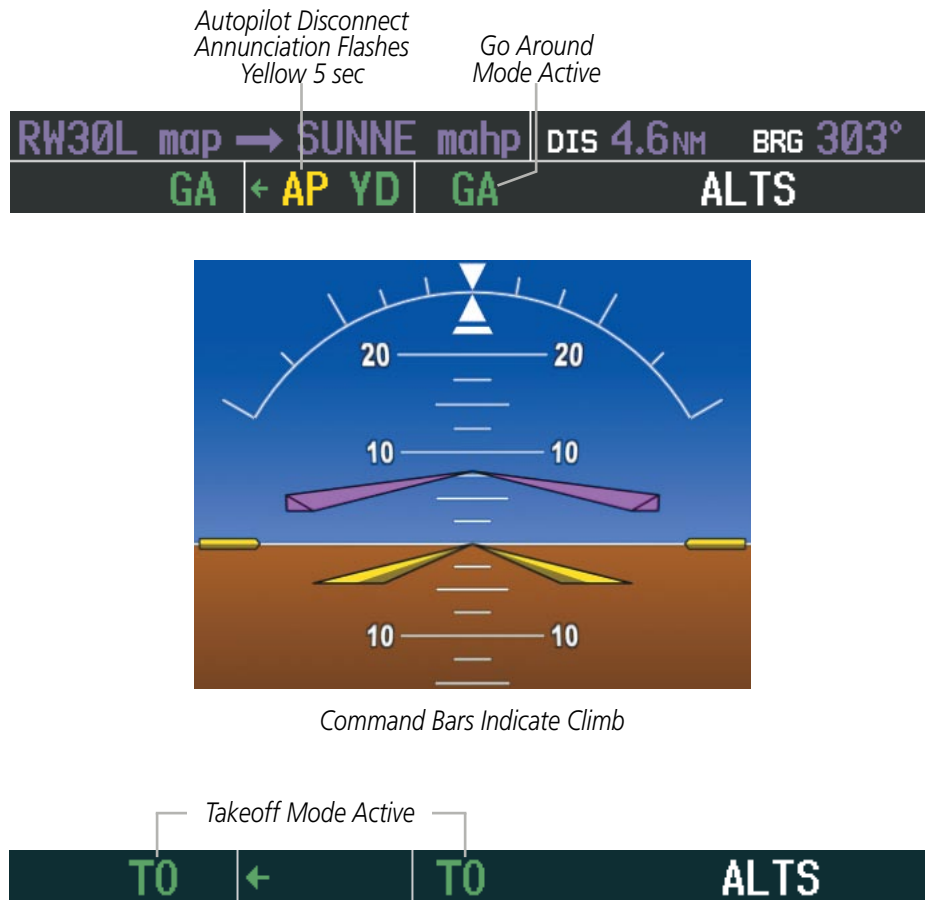 Autopilot Disconnect
Annunciation Flashes
Yellow 5 sec
Go Around
Mode Active
RW30L map → SUNNE mahp DIS 4.6NM BRG 303°
GA ← AP YD GA ALTS
20 20
10 10
10 10
Command Bars Indicate Climb
Takeoff Mode Active
TO ← TO ALTS